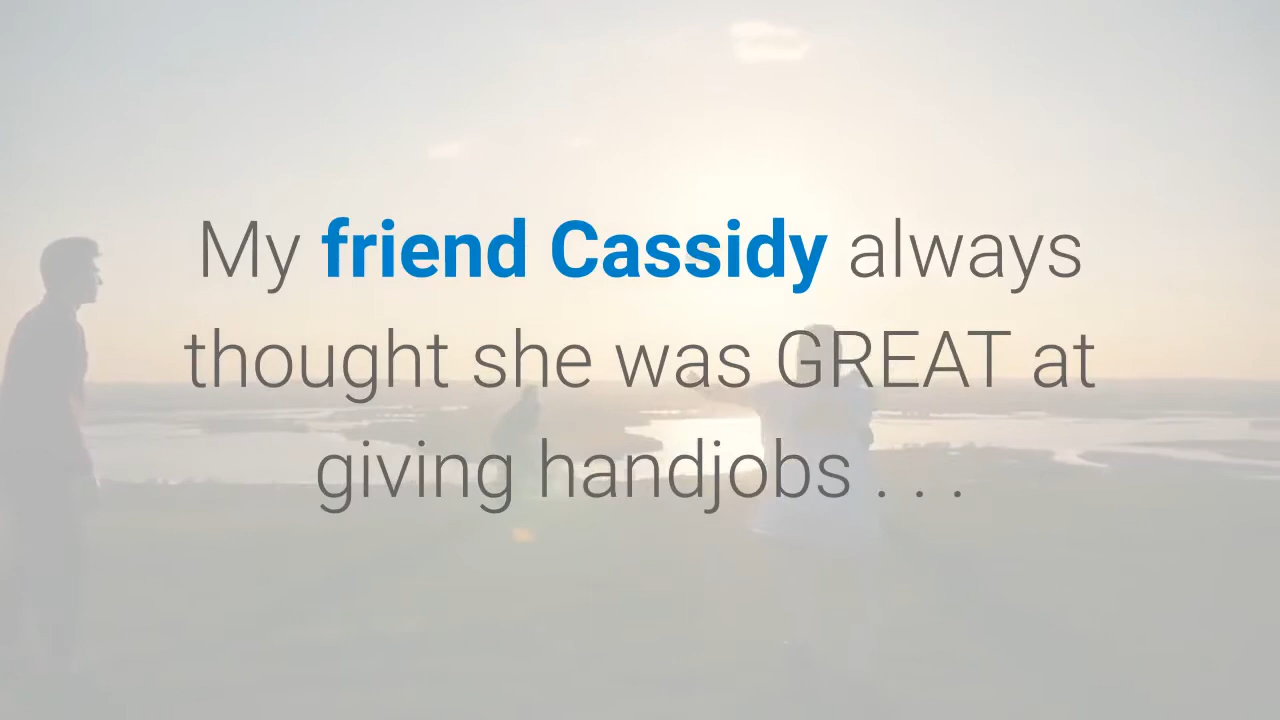 My friend Cassidy always
thought she was GREAT at
giving handjobs . . .